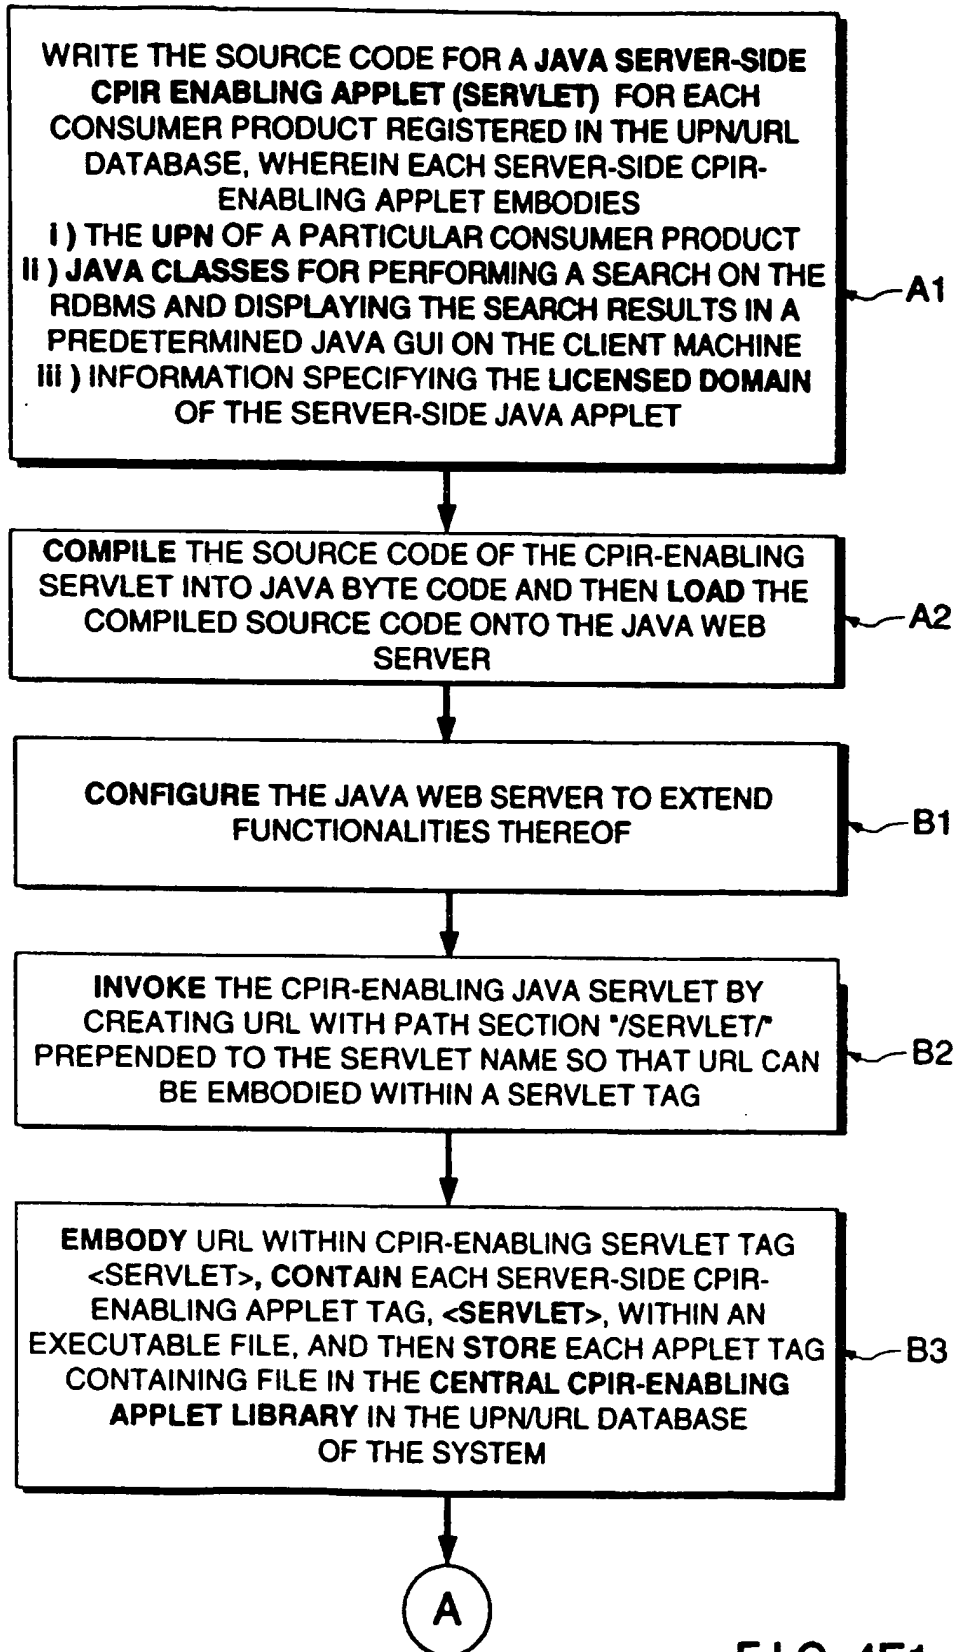 WRITE THE SOURCE CODE FOR A JAVA SERVER-SIDE
CPIR ENABLING APPLET (SERVLET) FOR EACH
CONSUMER PRODUCT REGISTERED IN THE UPN/URL
DATABASE, WHEREIN EACH SERVER-SIDE CPIR-
ENABLING APPLET EMBODIES
i ) THE UPN OF A PARTICULAR CONSUMER PRODUCT
ii ) JAVA CLASSES FOR PERFORMING A SEARCH ON THE
RDBMS AND DISPLAYING THE SEARCH RESULTS IN A
PREDETERMINED JAVA GUI ON THE CLIENT MACHINE
iii ) INFORMATION SPECIFYING THE LICENSED DOMAIN
OF THE SERVER-SIDE JAVA APPLET
A1
COMPILE THE SOURCE CODE OF THE CPIR-ENABLING
SERVLET INTO JAVA BYTE CODE AND THEN LOAD THE
COMPILED SOURCE CODE ONTO THE JAVA WEB
SERVER
A2
CONFIGURE THE JAVA WEB SERVER TO EXTEND
FUNCTIONALITIES THEREOF
B1
INVOKE THE CPIR-ENABLING JAVA SERVLET BY
CREATING URL WITH PATH SECTION "/SERVLET/"
PREPENDED TO THE SERVLET NAME SO THAT URL CAN
BE EMBODIED WITHIN A SERVLET TAG
B2
EMBODY URL WITHIN CPIR-ENABLING SERVLET TAG
<SERVLET>, CONTAIN EACH SERVER-SIDE CPIR-
ENABLING APPLET TAG, <SERVLET>, WITHIN AN
EXECUTABLE FILE, AND THEN STORE EACH APPLET TAG
CONTAINING FILE IN THE CENTRAL CPIR-ENABLING
APPLET LIBRARY IN THE UPN/URL DATABASE
OF THE SYSTEM
B3
A
FIG. 4F1